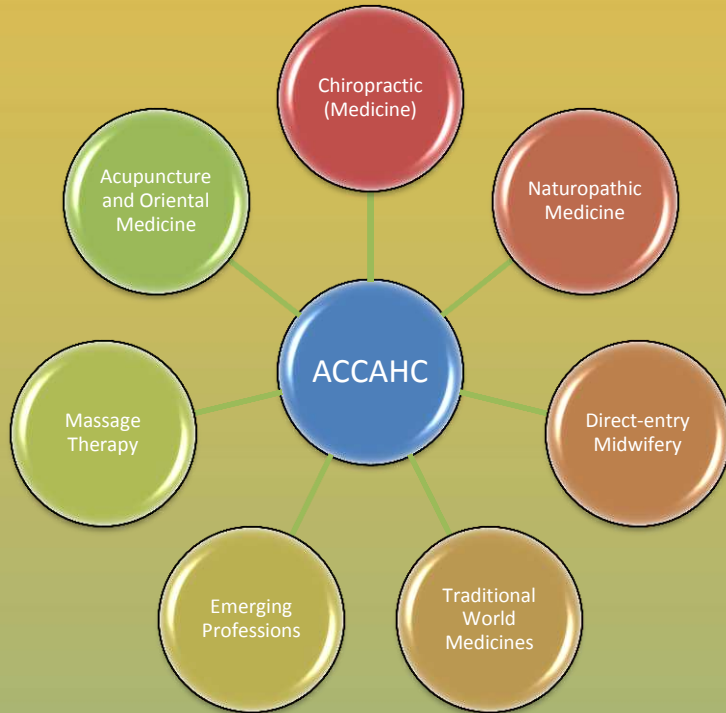 Chiropractic
(Medicine)
Naturopathic
Medicine
Direct-entry
Midwifery
Traditional
World
Medicines
Emerging
Professions
Massage
Therapy
Acupuncture
and Oriental
Medicine
ACCAHC